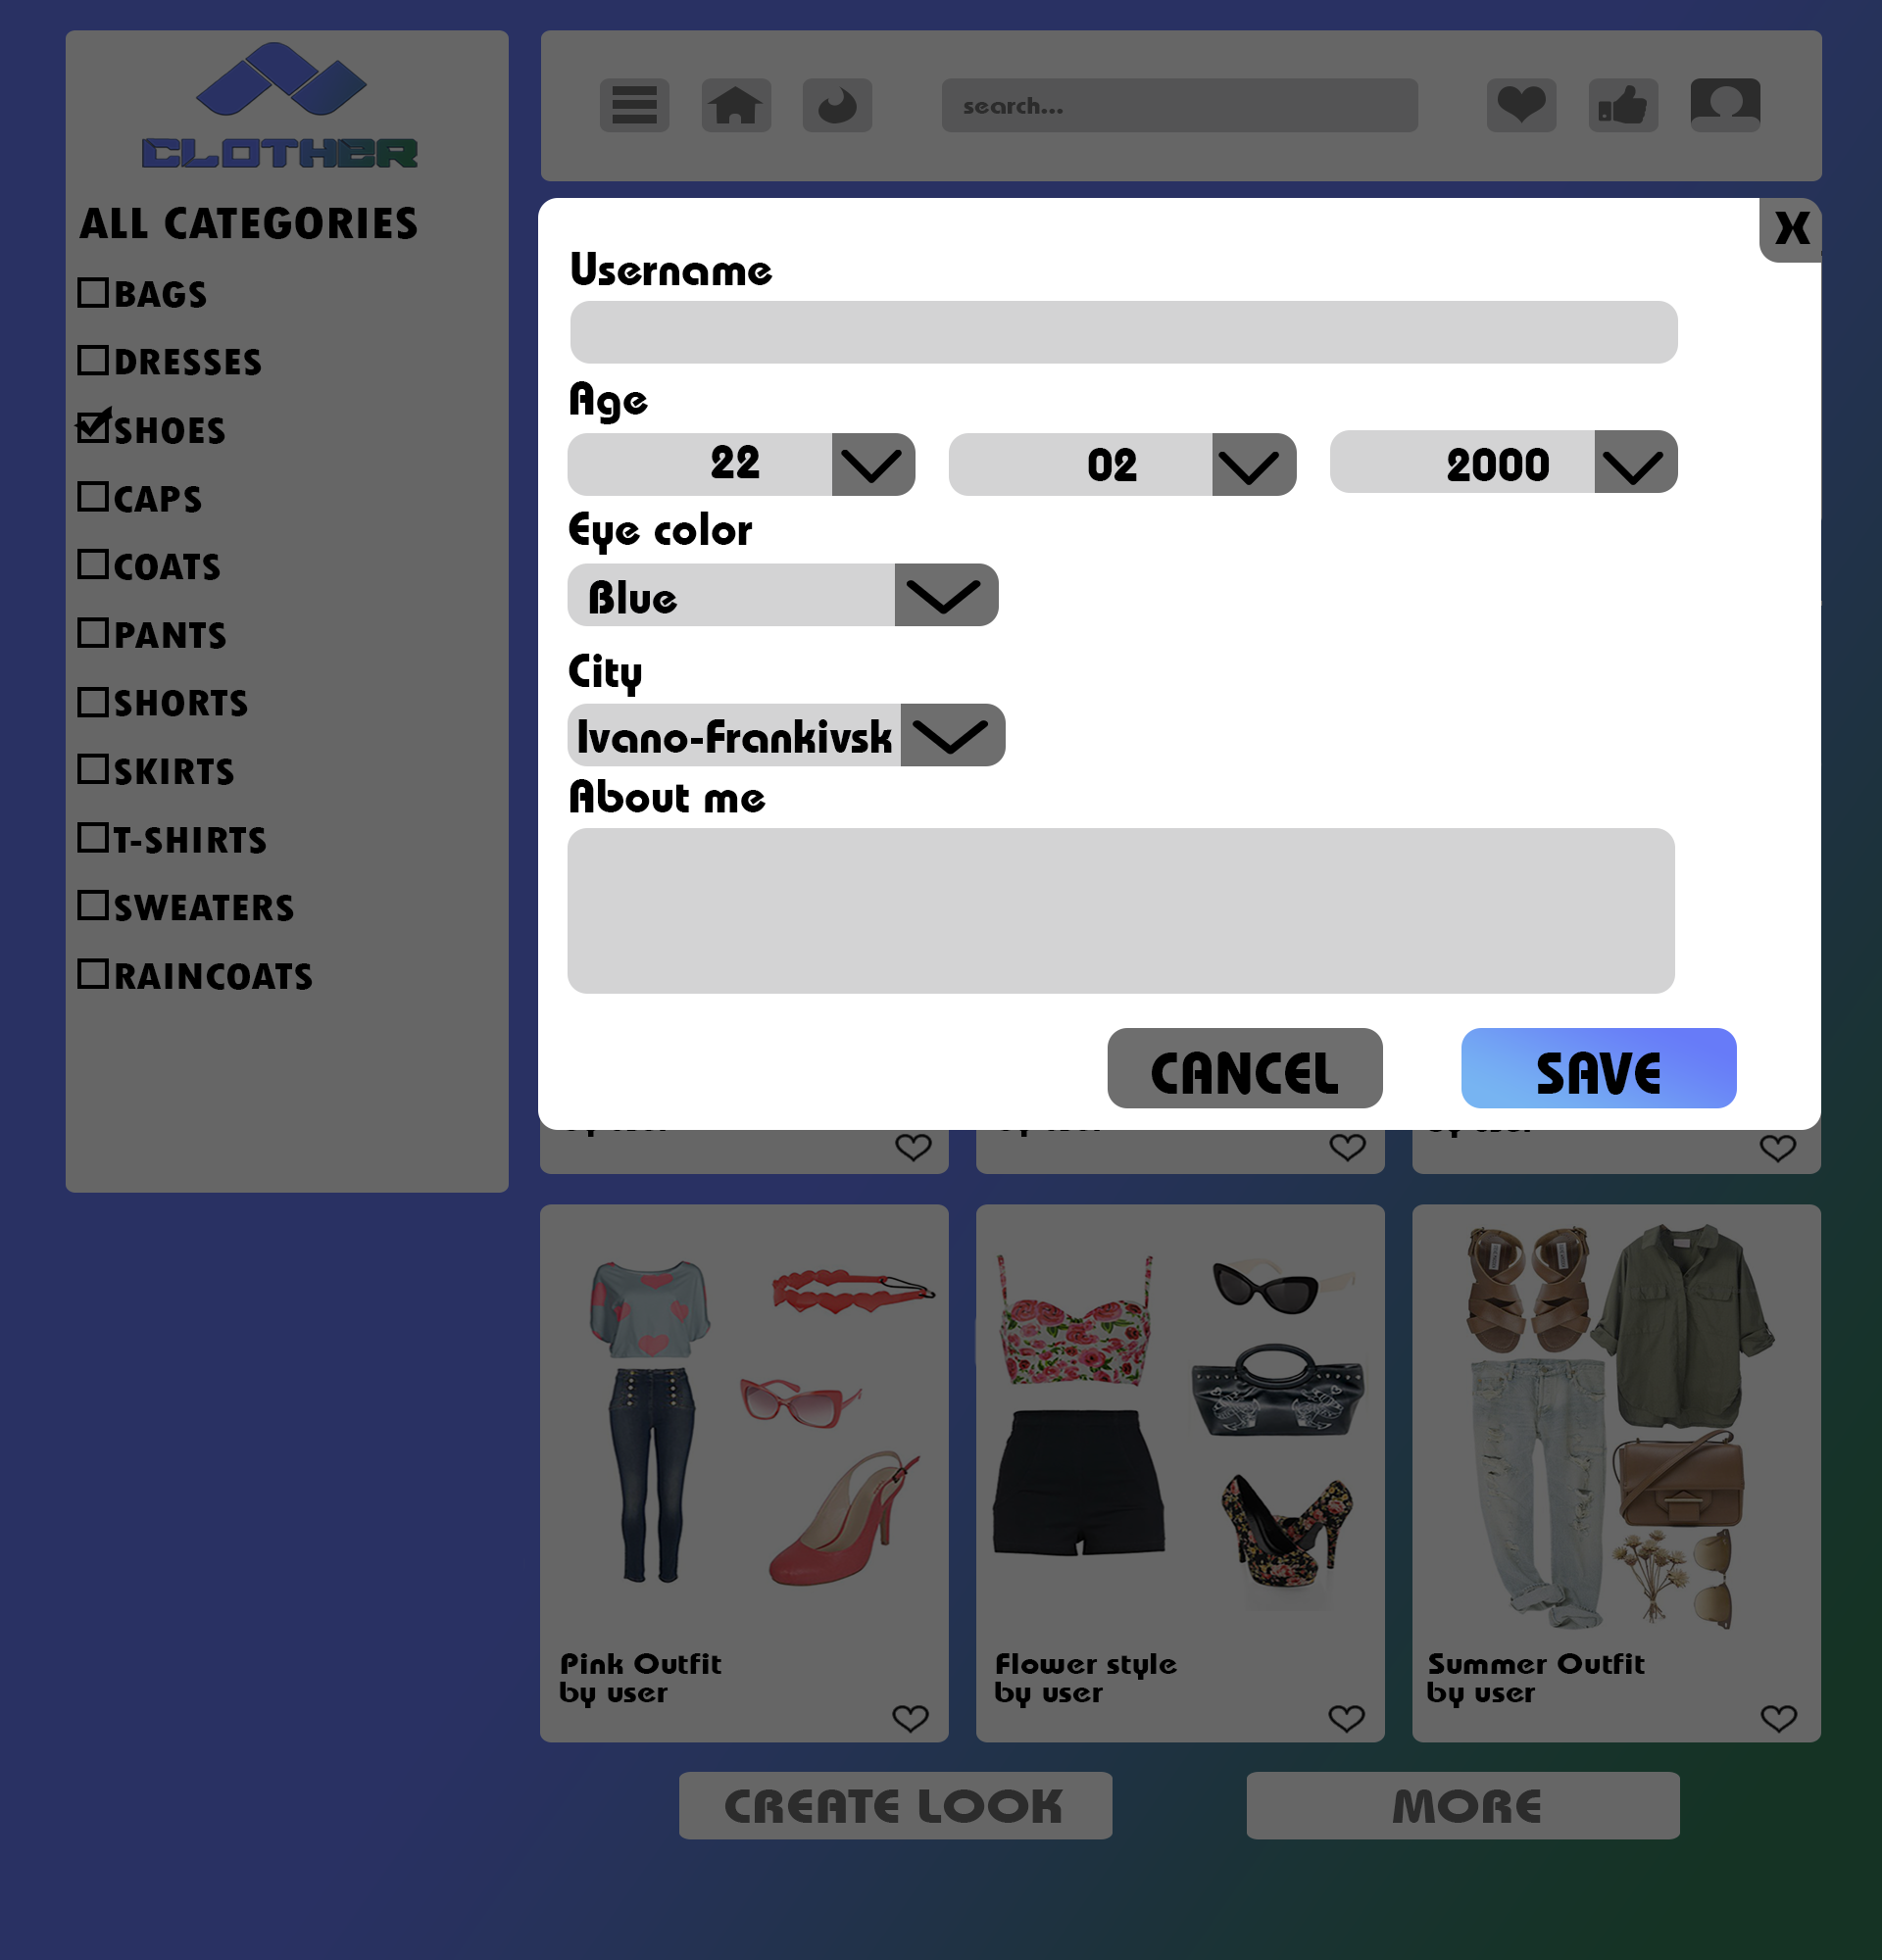 CLOTHER
ALL CATEGORIES
BAGS
DRESSES
SHOES
CAPS
COATS
PANTS
SHORTS
SKIRTS
T-SHIRTS
SWEATERS
RAINCOATS
search...
X
Username
Age
22 02 2000
Eye color
Blue
City
Ivano-Frankivsk
About me
CANCEL SAVE
by user
Pink Outfit
by user
Flower style
by user
Summer Outfit
by user
CREATE LOOK MORE